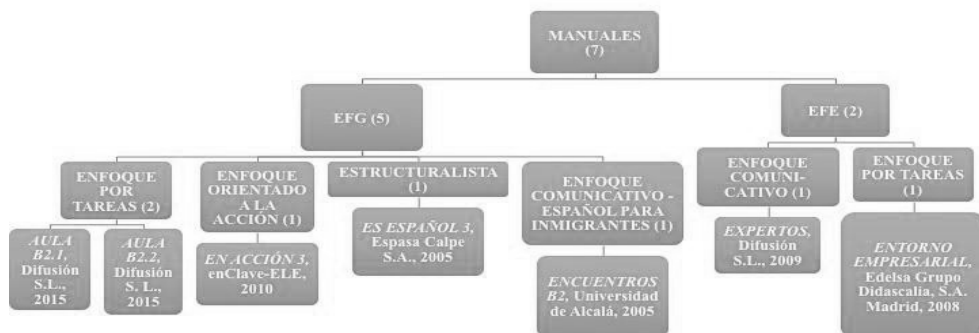 MANUALES
(7)
EFG (5)
EFE (2)
ENFOQUE
POR
TAREAS (2)
ENFOQUE
ORIENTADO
A LA
ACCIÓN (1)
ESTRUCTURALISTA
(1)
ENFOQUE
COMUNICATIVO -
ESPAÑOL PARA
INMIGRANTES (1)
ENFOQUE
COMUNI-
CATIVO (1)
ENFOQUE
POR TAREAS
(1)
AULA
B2.1,
Difusión
S.L.,
2015
AULA
B2.2,
Difusión
S. L.,
2015
EN ACCIÓN 3,
enClave-ELE,
2010
ES ESPAÑOL 3,
Espasa Calpe
S.A., 2005
ENCUENTROS
B2, Universidad
de Alcalá, 2005
EXPERTOS,
Difusión
S.L., 2009
ENTORNO
EMPRESARIAL,
Edelsa Grupo
Didascalia, S.A.
Madrid, 2008